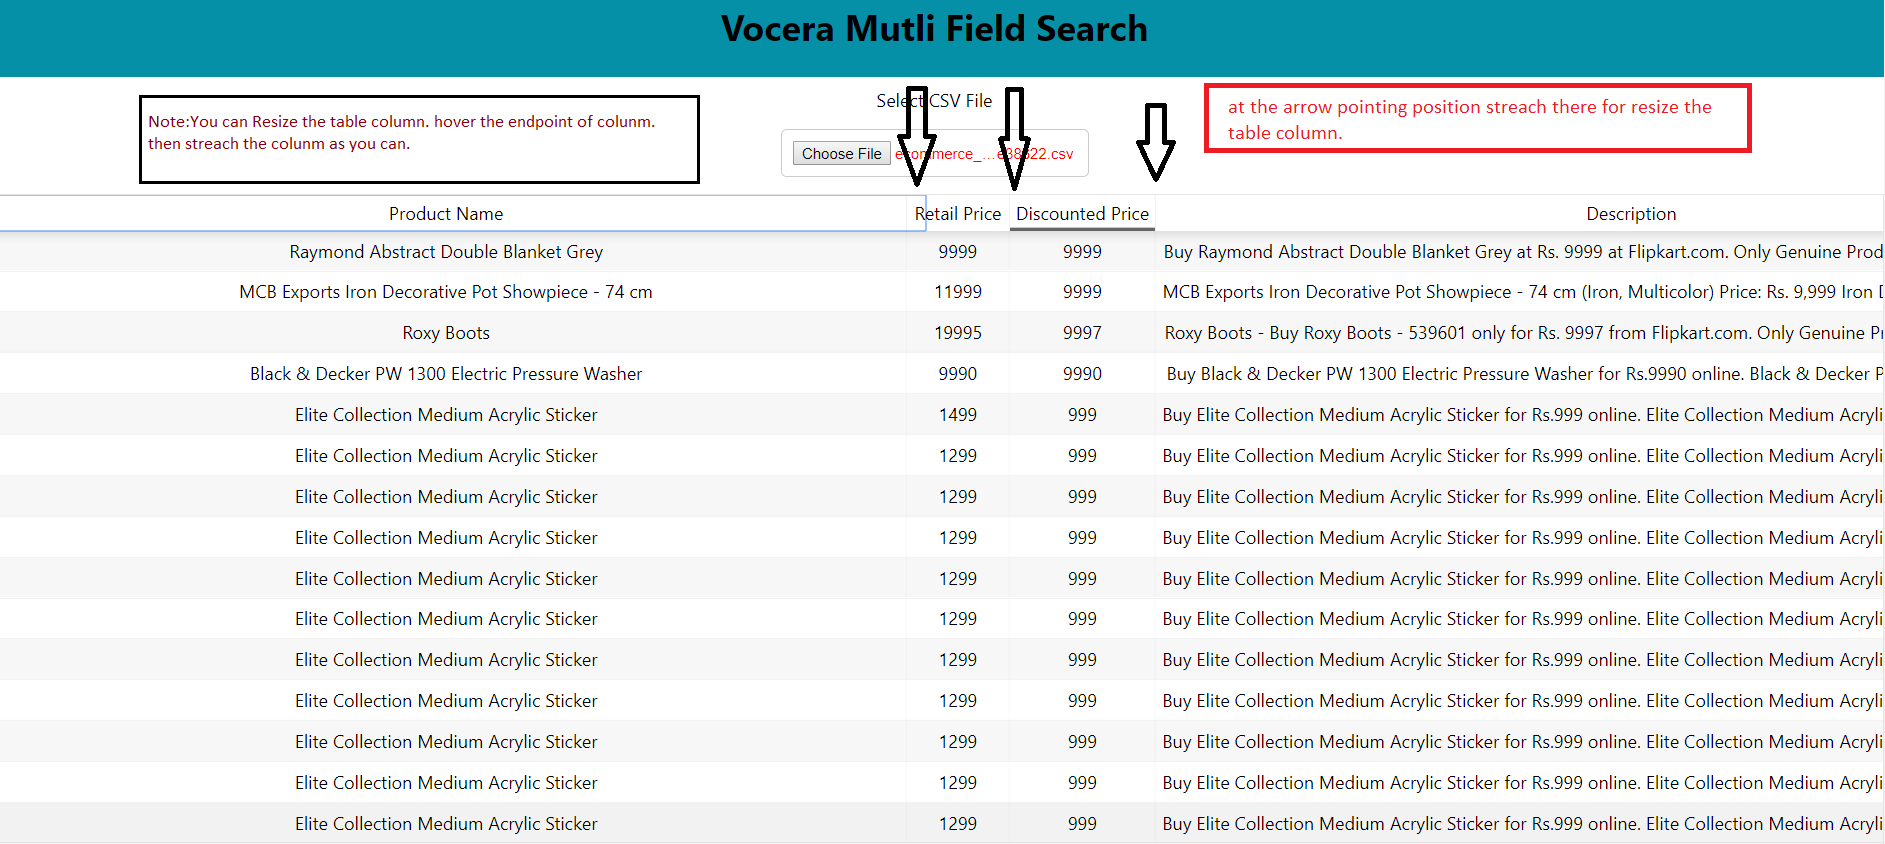 Vocera Mutli Field Search
Note:You can Resize the table column. hover the endpoint of colunm.
then streach the colunm as you can.
Select CSV File
Choose File
at the arrow pointing position streach there for resize the
table column.
Product Name Retail Price Discounted Price Description
Raymond Abstract Double Blanket Grey 9999 9999 Buy Raymond Abstract Double Blanket Grey at Rs. 9999 at Flipkart.com. Only Genuine Prod
MCB Exports Iron Decorative Pot Showpiece - 74 cm 11999 9999 MCB Exports Iron Decorative Pot Showpiece - 74 cm (Iron, Multicolor) Price: Rs. 9,999 Iron
Roxy Boots 19995 9997 Roxy Boots - Buy Roxy Boots - 539601 only for Rs. 9997 from Flipkart.com. Only Genuine
Black & Decker PW 1300 Electric Pressure Washer 9990 9990 Buy Black & Decker PW 1300 Electric Pressure Washer for Rs.9990 online. Black & Decker P
Elite Collection Medium Acrylic Sticker 1499 999 Buy Elite Collection Medium Acrylic Sticker for Rs.999 online. Elite Collection Medium Acryli
Elite Collection Medium Acrylic Sticker 1299 999 Buy Elite Collection Medium Acrylic Sticker for Rs.999 online. Elite Collection Medium Acryli
Elite Collection Medium Acrylic Sticker 1299 999 Buy Elite Collection Medium Acrylic Sticker for Rs.999 online. Elite Collection Medium Acryli
Elite Collection Medium Acrylic Sticker 1299 999 Buy Elite Collection Medium Acrylic Sticker for Rs.999 online. Elite Collection Medium Acryli
Elite Collection Medium Acrylic Sticker 1299 999 Buy Elite Collection Medium Acrylic Sticker for Rs.999 online. Elite Collection Medium Acryli
Elite Collection Medium Acrylic Sticker 1299 999 Buy Elite Collection Medium Acrylic Sticker for Rs.999 online. Elite Collection Medium Acryli
Elite Collection Medium Acrylic Sticker 1299 999 Buy Elite Collection Medium Acrylic Sticker for Rs.999 online. Elite Collection Medium Acryli
Elite Collection Medium Acrylic Sticker 1299 999 Buy Elite Collection Medium Acrylic Sticker for Rs.999 online. Elite Collection Medium Acryli
Elite Collection Medium Acrylic Sticker 1299 999 Buy Elite Collection Medium Acrylic Sticker for Rs.999 online. Elite Collection Medium Acryli
Elite Collection Medium Acrylic Sticker 1299 999 Buy Elite Collection Medium Acrylic Sticker for Rs.999 online. Elite Collection Medium Acryli
Elite Collection Medium Acrylic Sticker 1299 999 Buy Elite Collection Medium Acrylic Sticker for Rs.999 online. Elite Collection Medium Acryli